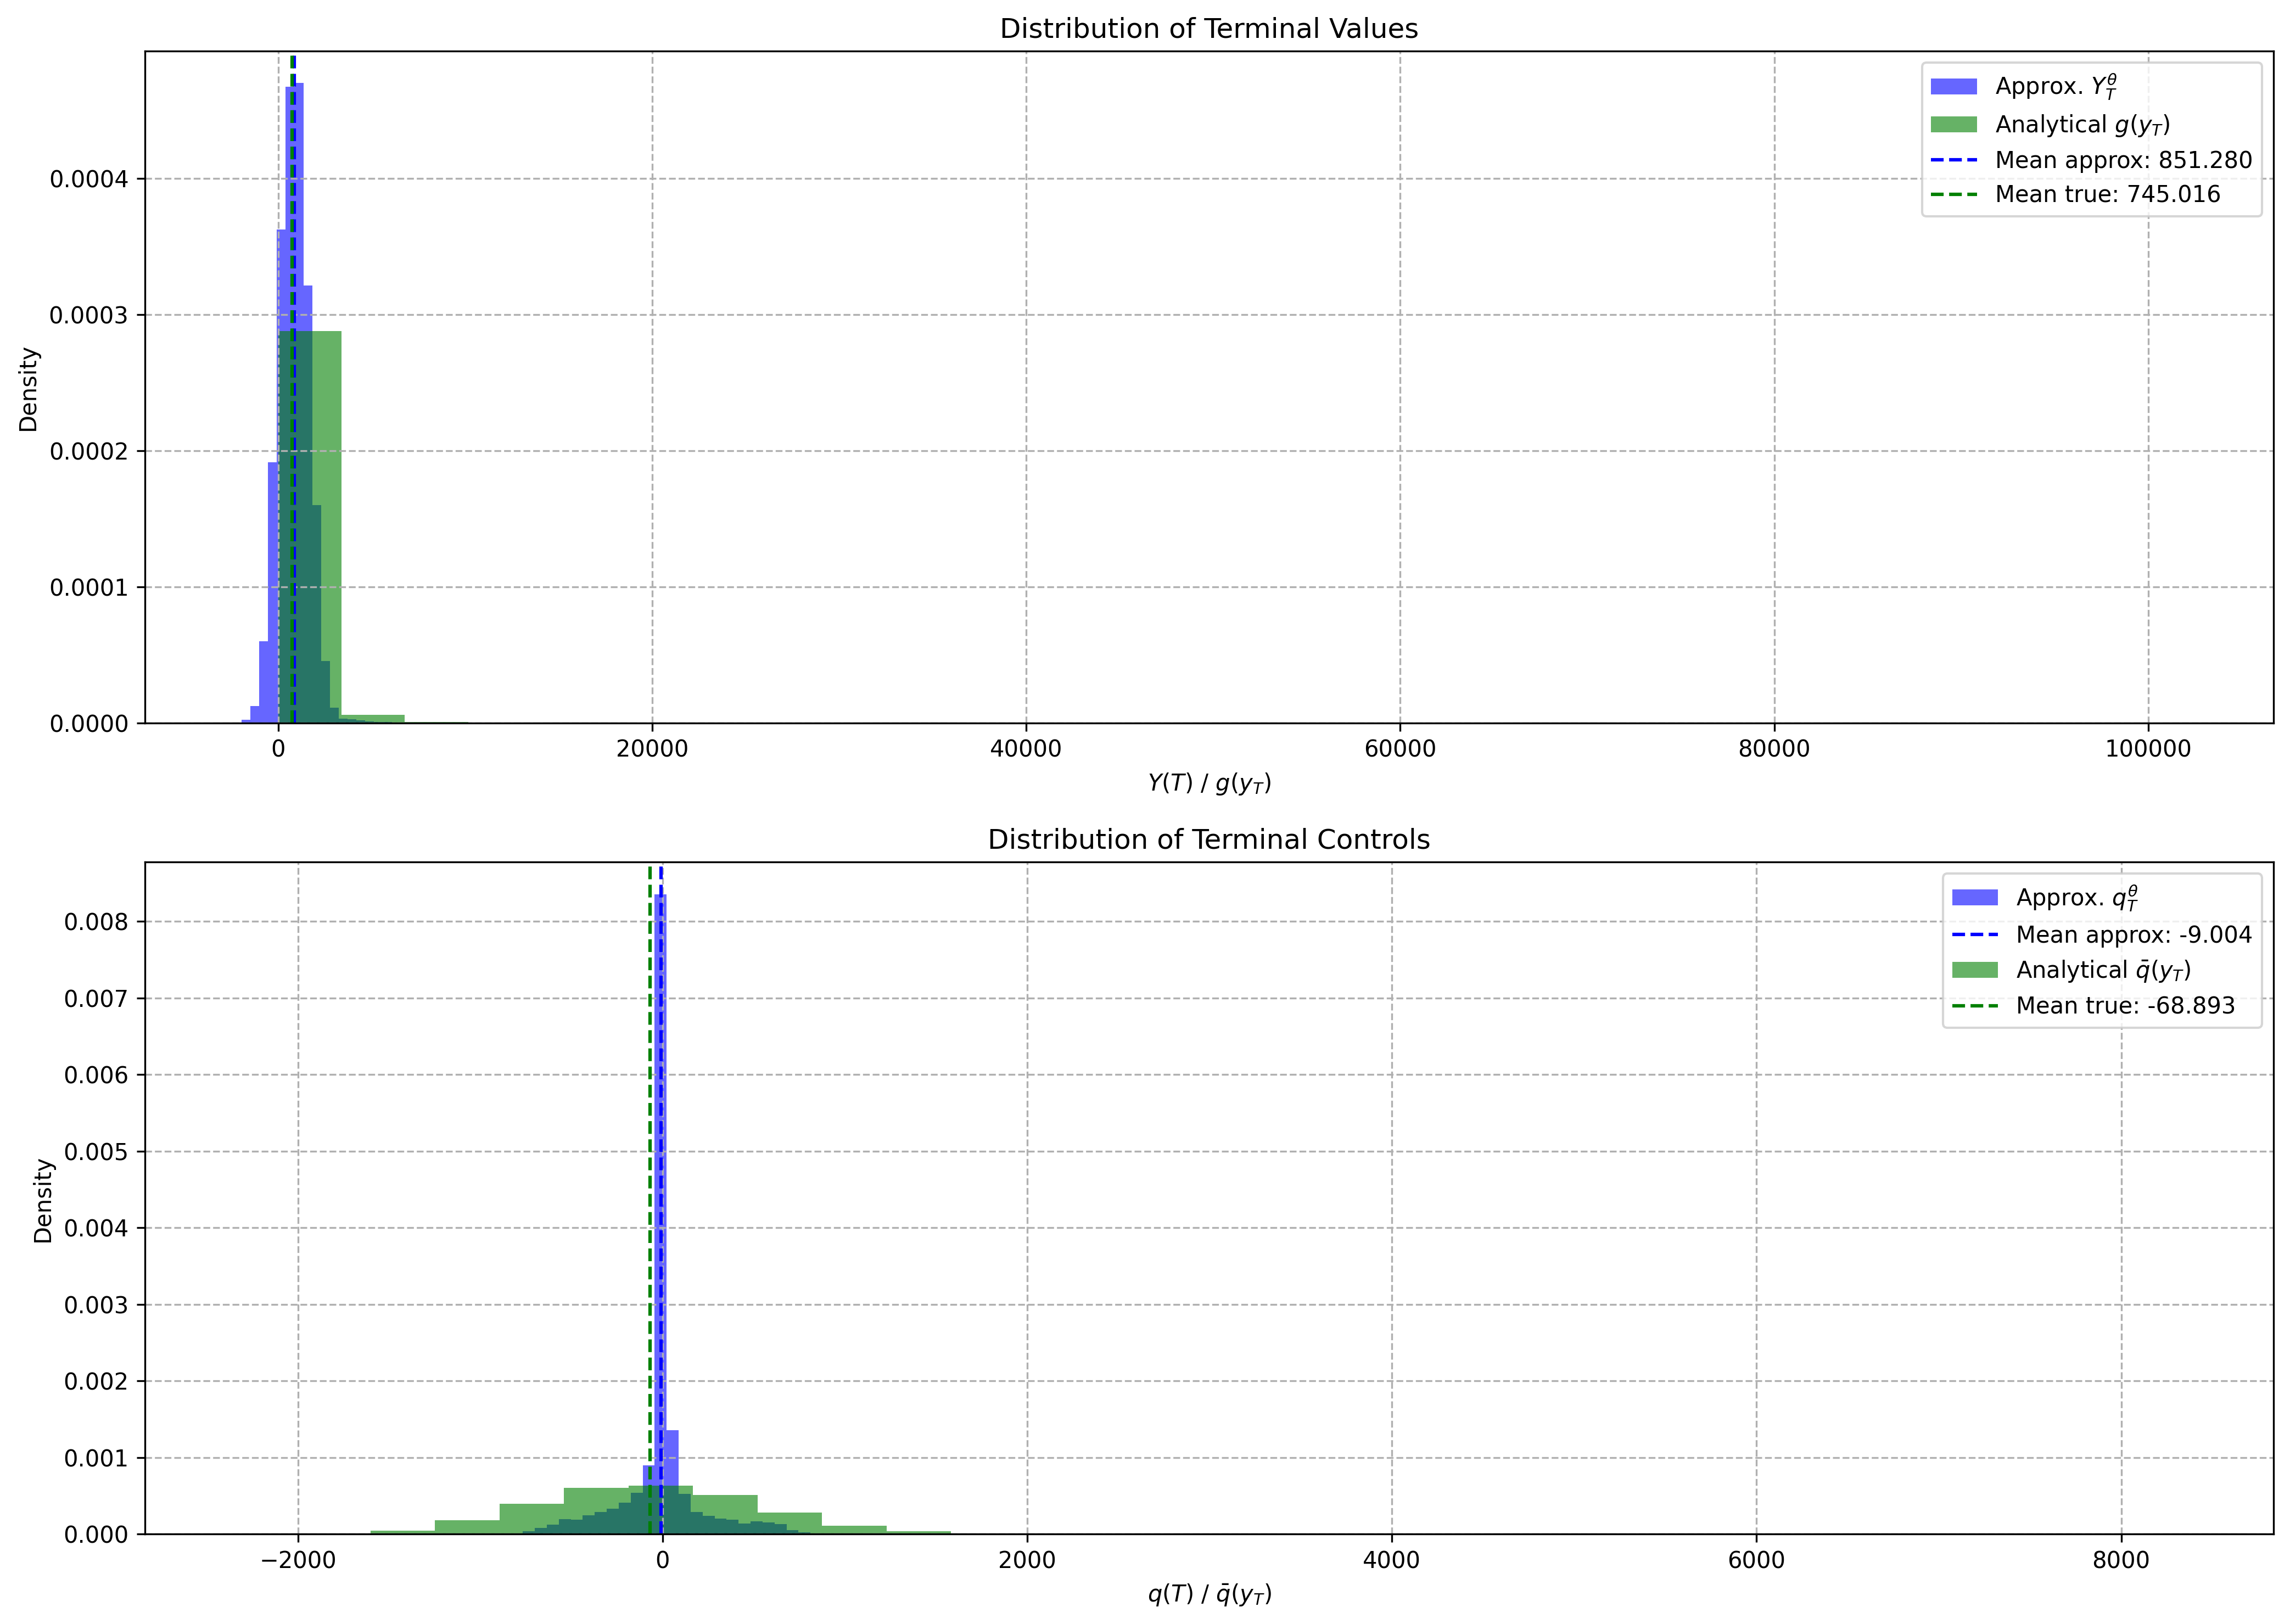 Distribution of Terminal Values
Density
0.0004
0.0003
0.0002
0.0001
0.0000
0 20000 40000 60000 80000 100000
Y(T) / g(y_T)
Approx. Y_T^θ
Analytical g(y_T)
Mean approx: 851.280
Mean true: 745.016
Distribution of Terminal Controls
Density
0.008
0.007
0.006
0.005
0.004
0.003
0.002
0.001
0.000
−2000 0 2000 4000 6000 8000
q(T) / q̄(y_T)
Approx. q_T^θ
Mean approx: -9.004
Analytical q̄(y_T)
Mean true: -68.893